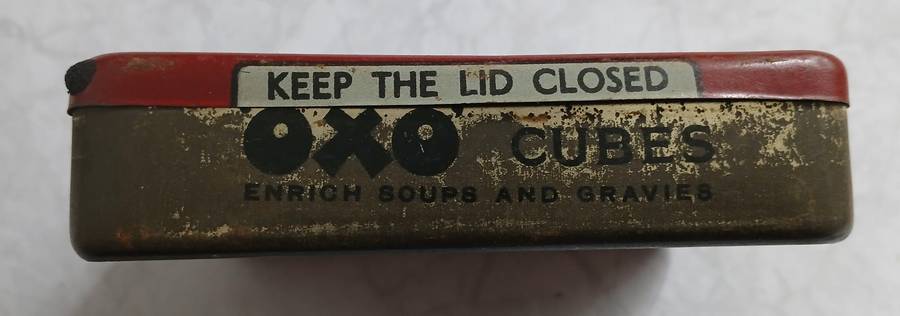 KEEP THE LID CLOSED
OXO CUBES
ENRICH SOUPS AND GRAVIES